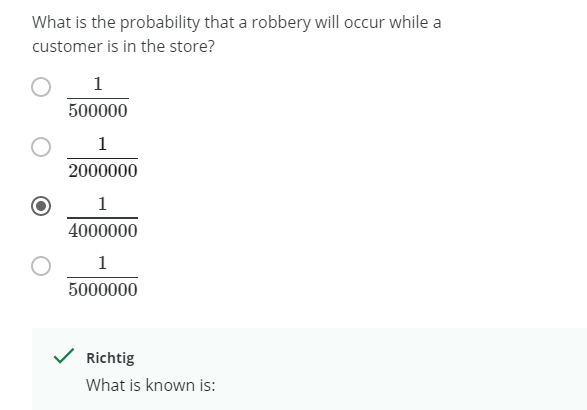 What is the probability that a robbery will occur while a
customer is in the store?
1
500000
1
2000000
1
4000000
1
5000000
Richtig
What is known is: